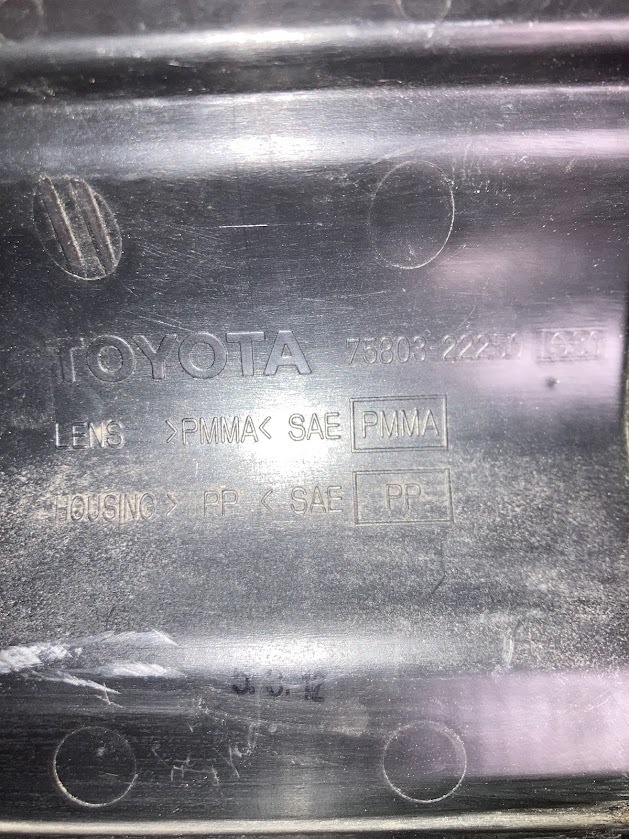 TOYOTA 75803-22250
LENS >PMMA< SAE PMMA
HOUSING > PP < SAE PP